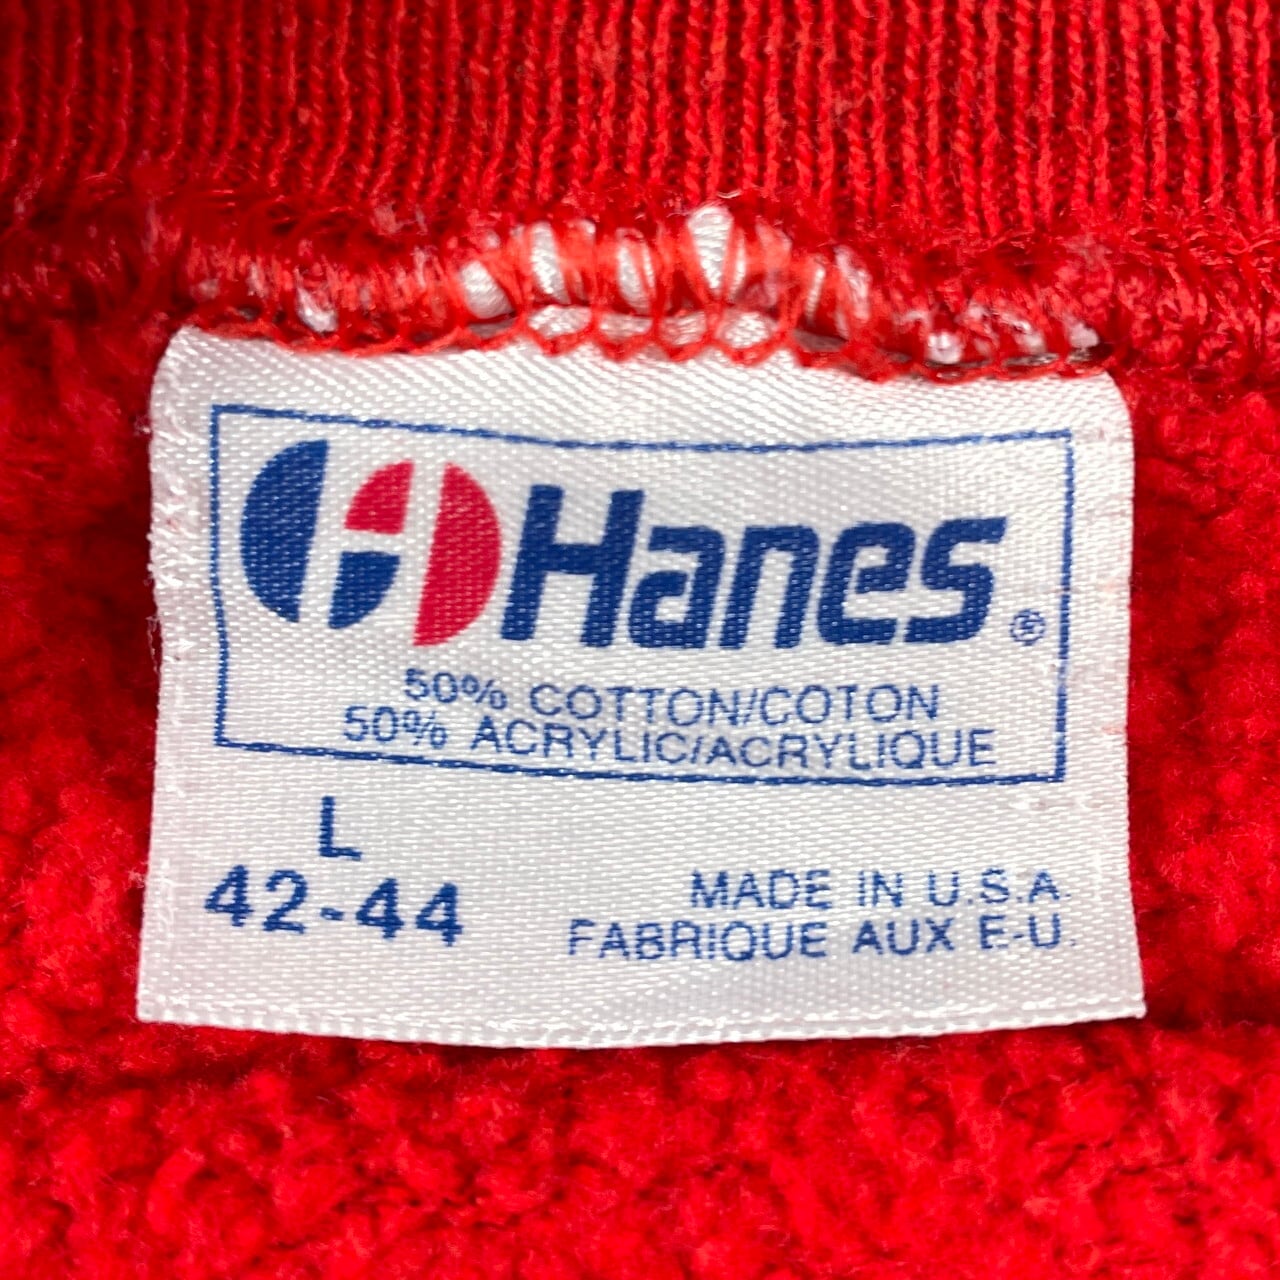 Hanes®
50% COTTON/COTON
50% ACRYLIC/ACRYLIQUE
L
42-44
MADE IN U.S.A.
FABRIQUE AUX E-U.